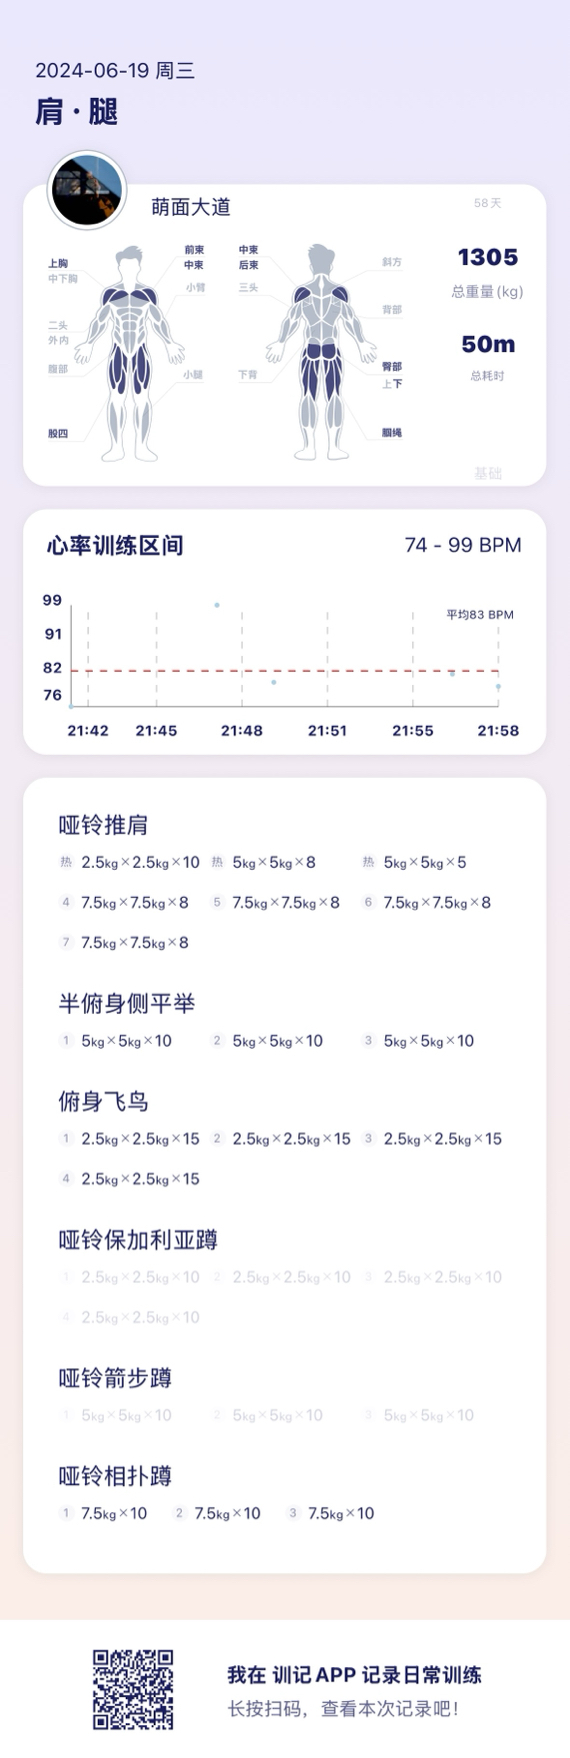 2024-06-19 周三
肩 · 腿
萌面大道
58天
上胸
中下胸
二头
外内
腹部
股四
前束
中束
小臂
小腿
中束
后束
三头
下背
斜方
背部
臀部
上下
腘绳
1305
总重量(kg)
50m
总耗时
基础
心率训练区间 74 - 99 BPM
平均83 BPM
99
91
82
76
21:42 21:45 21:48 21:51 21:55 21:58
哑铃推肩
热 2.5kg×2.5kg×10 热 5kg×5kg×8 热 5kg×5kg×5
4 7.5kg×7.5kg×8 5 7.5kg×7.5kg×8 6 7.5kg×7.5kg×8
7 7.5kg×7.5kg×8
半俯身侧平举
1 5kg×5kg×10 2 5kg×5kg×10 3 5kg×5kg×10
俯身飞鸟
1 2.5kg×2.5kg×15 2 2.5kg×2.5kg×15 3 2.5kg×2.5kg×15
4 2.5kg×2.5kg×15
哑铃保加利亚蹲
1 2.5kg×2.5kg×10 2 2.5kg×2.5kg×10 3 2.5kg×2.5kg×10
4 2.5kg×2.5kg×10
哑铃箭步蹲
1 5kg×5kg×10 2 5kg×5kg×10 3 5kg×5kg×10
哑铃相扑蹲
1 7.5kg×10 2 7.5kg×10 3 7.5kg×10
我在 训记APP 记录日常训练
长按扫码，查看本次记录吧！